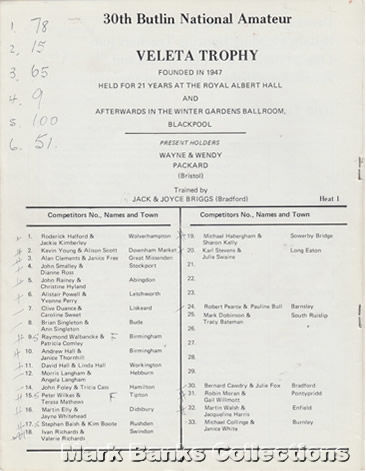 30th Butlin National Amateur
VELETA TROPHY
FOUNDED IN 1947
HELD FOR 21 YEARS AT THE ROYAL ALBERT HALL
AND
AFTERWARDS IN THE WINTER GARDENS BALLROOM,
BLACKPOOL
1. 78
2. 15
3. 65
4. 9
5. 100
6. 51.
PRESENT HOLDERS
WAYNE & WENDY
PACKARD
(Bristol)
Trained by
JACK & JOYCE BRIGGS (Bradford)
Heat 1
Competitors No., Names and Town
1. Roderick Halford & Wolverhampton
Jackie Kimberley
2. Kevin Young & Alison Scott Downham Market
3. Alan Clements & Janice Free Great Missenden
4. John Smalley & Stockport
Dianne Ross
5. John Rainey & Abingdon
Christine Hyland
6. Alistair Powell & Letchworth
Yvonne Perry
7. Clive Duance & Liskeard
Caroline Sweet
8. Brian Singleton & Bude
Ann Singleton
9. S Raymond Walbancke & F Birmingham
Patricia Comley
10. Andrew Hall & Birmingham
Janice Thornhill
11. David Hall & Linda Hall Workington
12. Morris Langham & Hebburn
Angela Langham
14. John Foley & Tricia Cass Hamilton
15. S Peter Wilkes & F Tipton
Teresa Mathews
16. Martin Elly & Didsbury
Jayne Whitehead
17. S Stephen Balsh & Kim Boote Rushden
18. Ivan Richards & Swindon
Valerie Richards
Competitors No., Names and Town
19. Michael Habergham & Sowerby Bridge
Sharon Kelly
20. Karl Stevens & Long Eaton
Julie Swaine
21.
22.
23.
24. Robert Pearce & Pauline Bull Barnsley
25. Mark Dobinson & South Ruislip
Tracy Bateman
27.
28.
29.
30. Bernard Cawdry & Julie Fox Bradford
31. Robin Moran & Pontypridd
Gail Willmott
32. Martin Walsh & Enfield
Jacqueline Harris
33. Michael Collinge & Burnley
Janice White
Mark Banks Collections